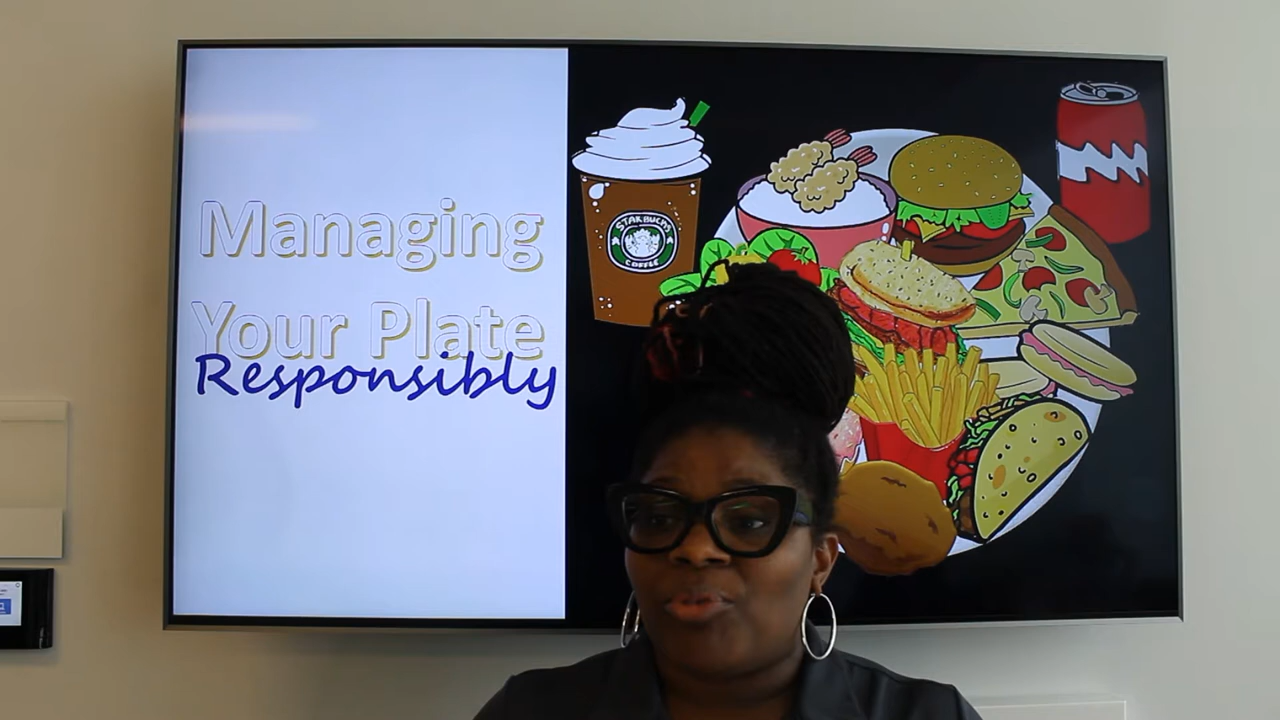 Managing
Your Plate
Responsibly
STARBUCKS
COFFEE